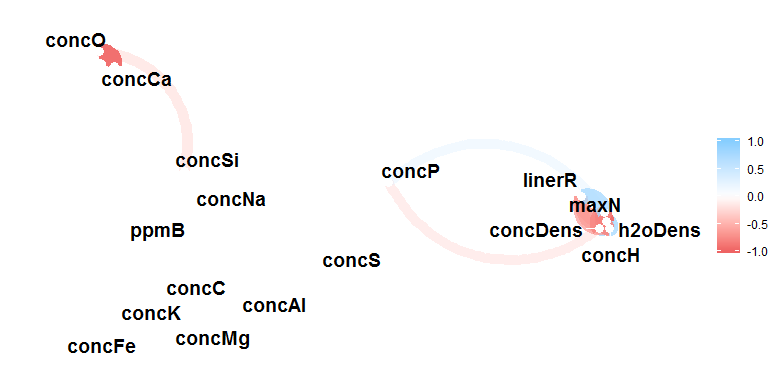 concO
concCa
concSi
concP
linerR
concNa
maxN
ppmB
concDens
h2oDens
concH
concS
concC
concAl
concK
concMg
concFe
1.0
0.5
0.0
-0.5
-1.0